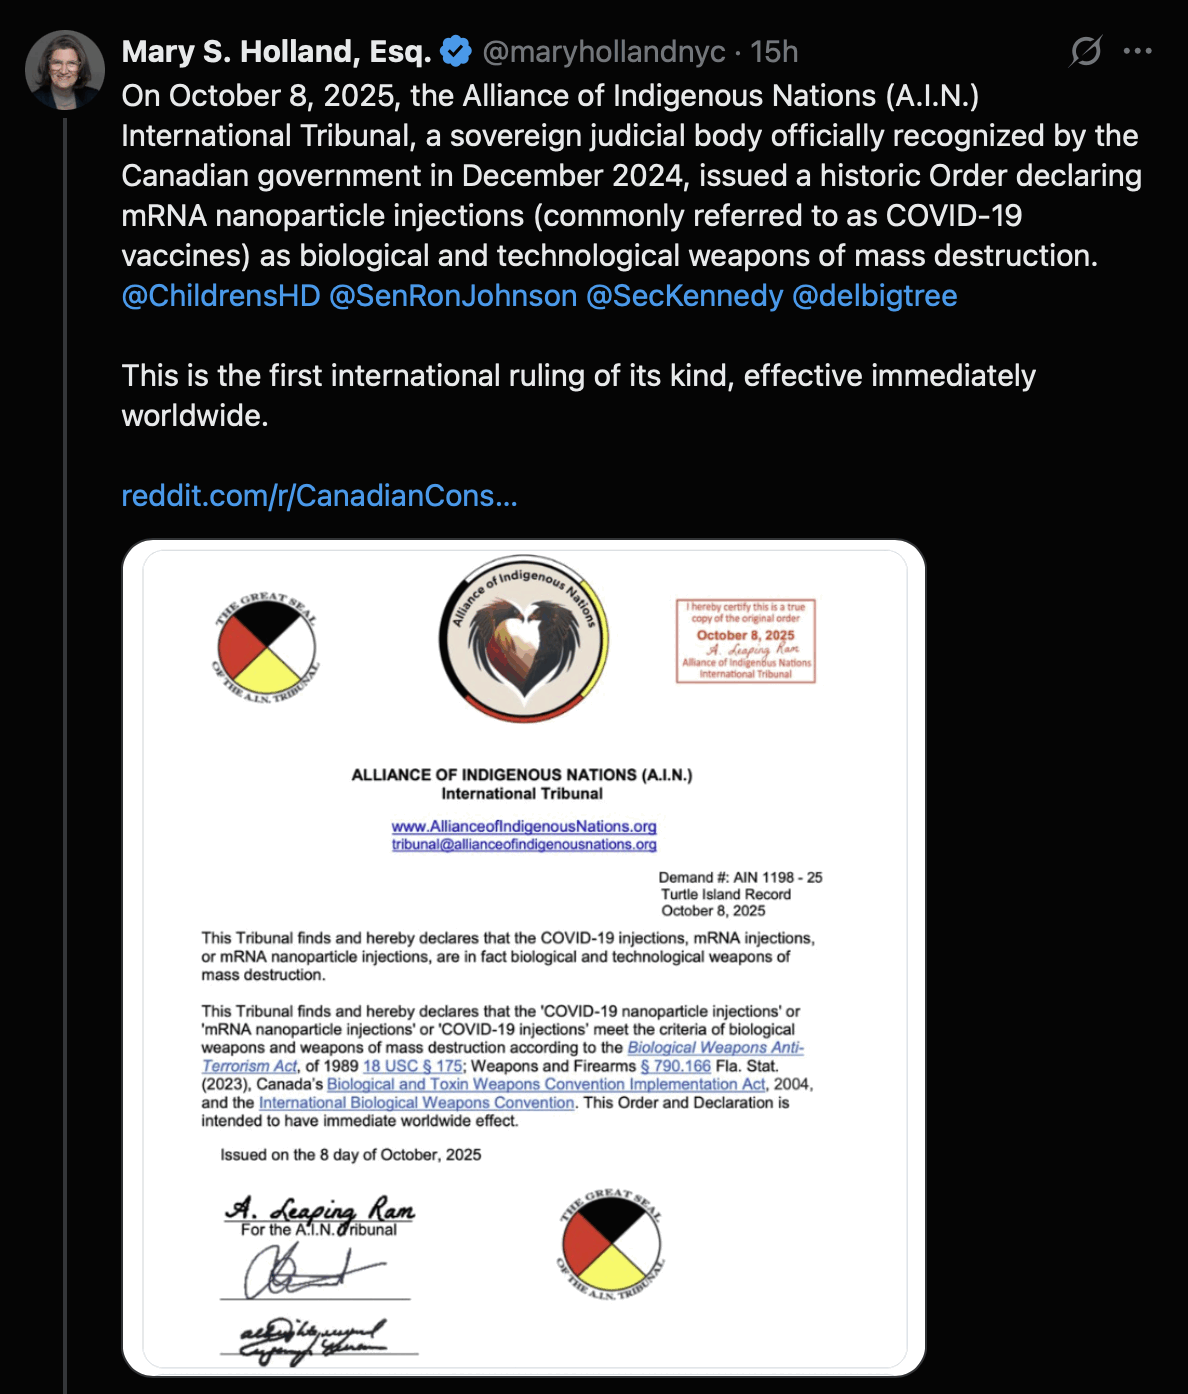 Mary S. Holland, Esq. @maryhollandnyc · 15h
On October 8, 2025, the Alliance of Indigenous Nations (A.I.N.)
International Tribunal, a sovereign judicial body officially recognized by the
Canadian government in December 2024, issued a historic Order declaring
mRNA nanoparticle injections (commonly referred to as COVID-19
vaccines) as biological and technological weapons of mass destruction.
@ChildrensHD @SenRonJohnson @SecKennedy @delbigtree
This is the first international ruling of its kind, effective immediately
worldwide.
reddit.com/r/CanadianCons...
THE GREAT SEAL
OF THE A.I.N. TRIBUNAL
Alliance of Indigenous Nations
I hereby certify this is a true
copy of the original order
October 8, 2025
A. Leaping Ram
Alliance of Indigenous Nations
International Tribunal
ALLIANCE OF INDIGENOUS NATIONS (A.I.N.)
International Tribunal
www.AllianceofIndigenousNations.org
tribunal@allianceofindigenousnations.org
Demand #: AIN 1198 - 25
Turtle Island Record
October 8, 2025
This Tribunal finds and hereby declares that the COVID-19 injections, mRNA injections,
or mRNA nanoparticle injections, are in fact biological and technological weapons of
mass destruction.
This Tribunal finds and hereby declares that the 'COVID-19 nanoparticle injections' or
'mRNA nanoparticle injections' or 'COVID-19 injections' meet the criteria of biological
weapons and weapons of mass destruction according to the Biological Weapons Anti-
Terrorism Act, of 1989 18 USC § 175; Weapons and Firearms § 790.166 Fla. Stat.
(2023), Canada's Biological and Toxin Weapons Convention Implementation Act, 2004,
and the International Biological Weapons Convention. This Order and Declaration is
intended to have immediate worldwide effect.
Issued on the 8 day of October, 2025
A. Leaping Ram
For the A.I.N. Tribunal
THE GREAT SEAL
OF THE A.I.N. TRIBUNAL